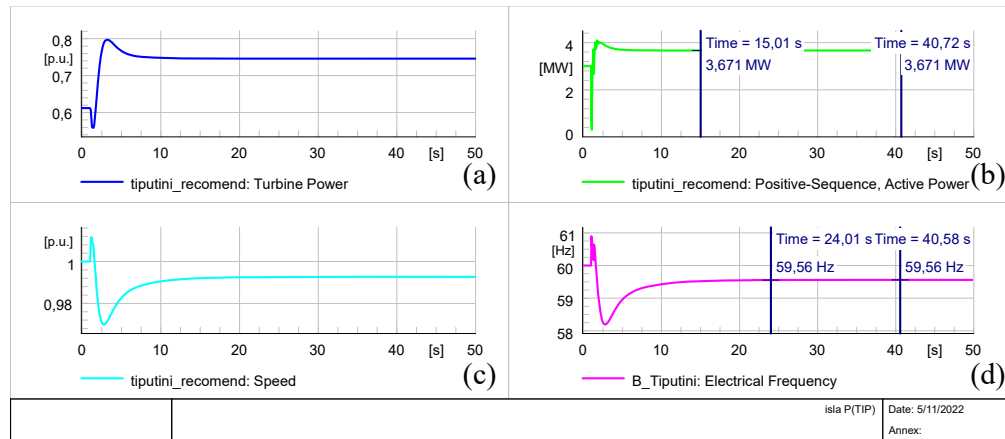 0,8
[p.u.]
0,7
0,6
0 10 20 30 40 [s] 50
tiputini_recomend: Turbine Power
(a)
4
[MW]
2
0
Time = 15,01 s
3,671 MW
Time = 40,72 s
3,671 MW
0 10 20 30 40 [s] 50
tiputini_recomend: Positive-Sequence, Active Power
(b)
[p.u.]
1
0,98
0 10 20 30 40 [s] 50
tiputini_recomend: Speed
(c)
61
[Hz]
60
59
58
Time = 24,01 s
59,56 Hz
Time = 40,58 s
59,56 Hz
0 10 20 30 40 [s] 50
B_Tiputini: Electrical Frequency
(d)
isla P(TIP)
Date: 5/11/2022
Annex: